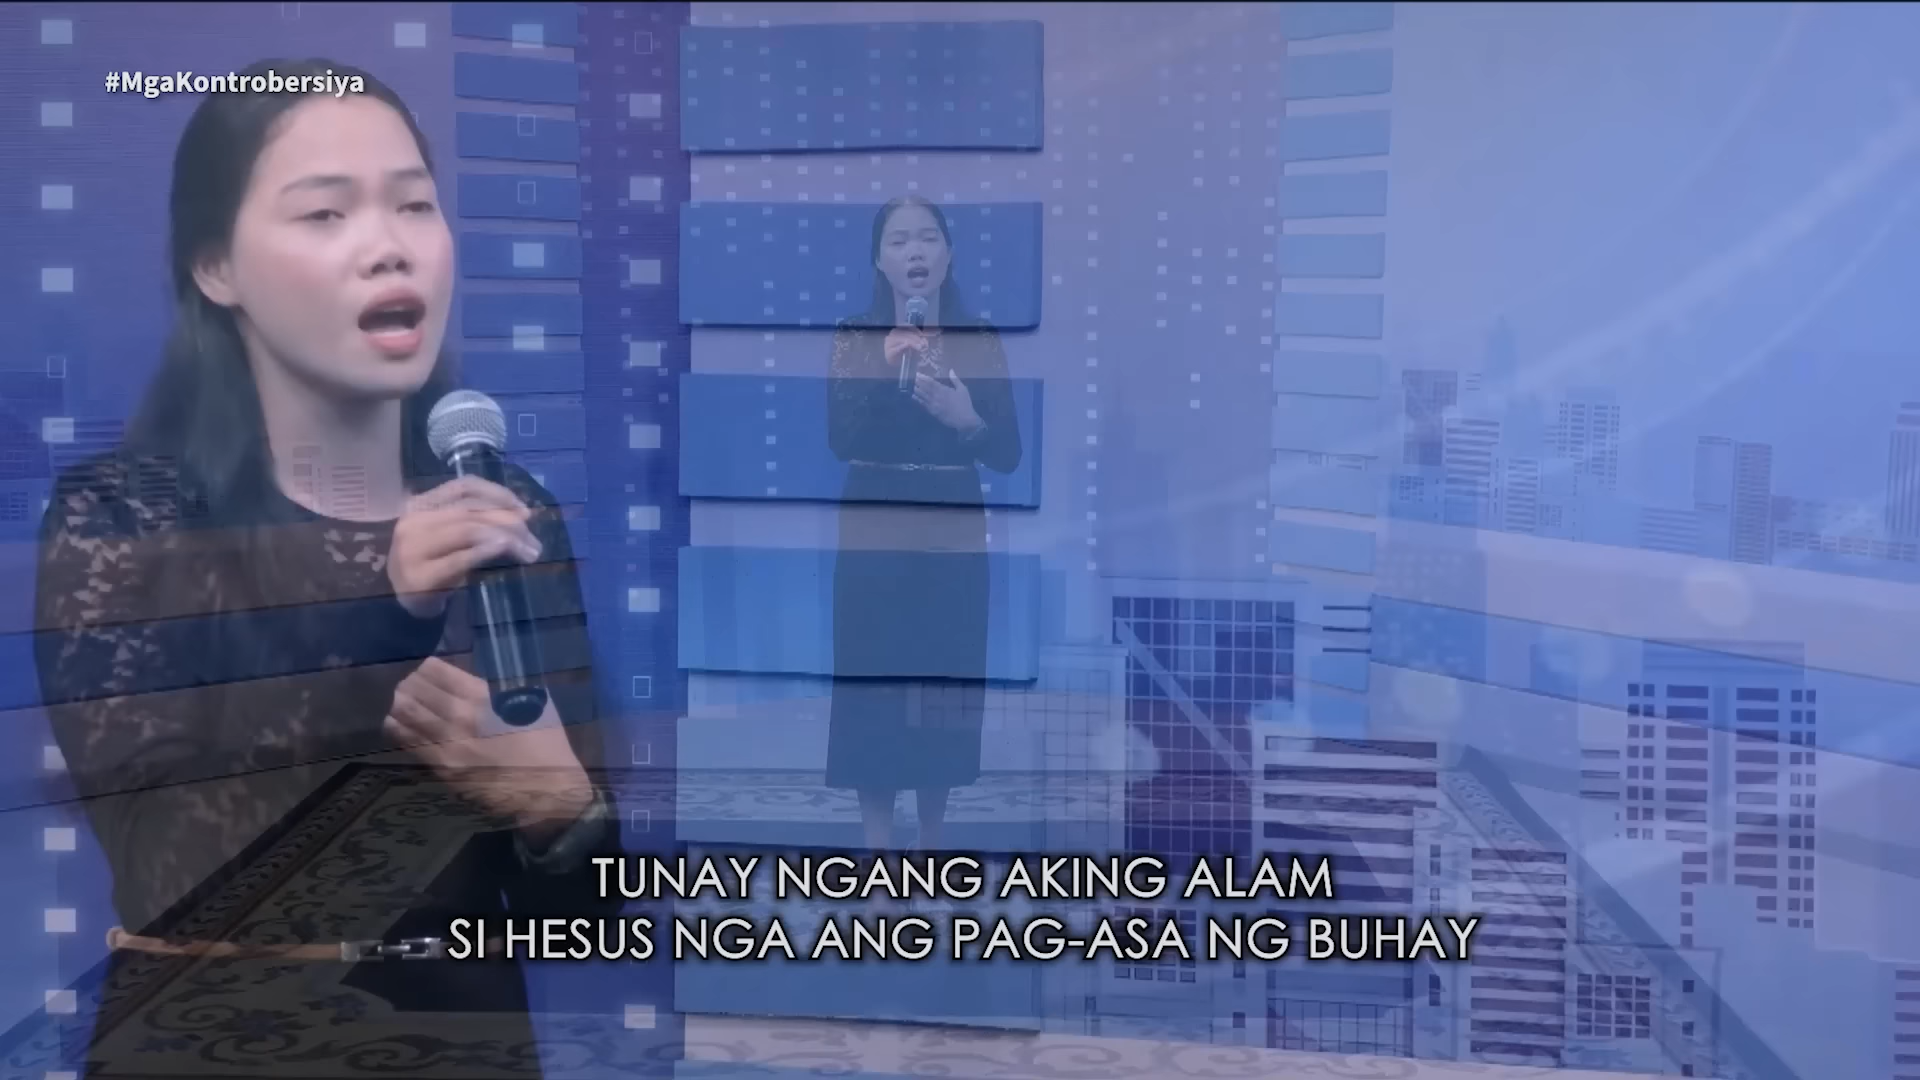 #MgaKontrobersiya
TUNAY NGANG AKING ALAM
SI HESUS NGA ANG PAG-ASA NG BUHAY